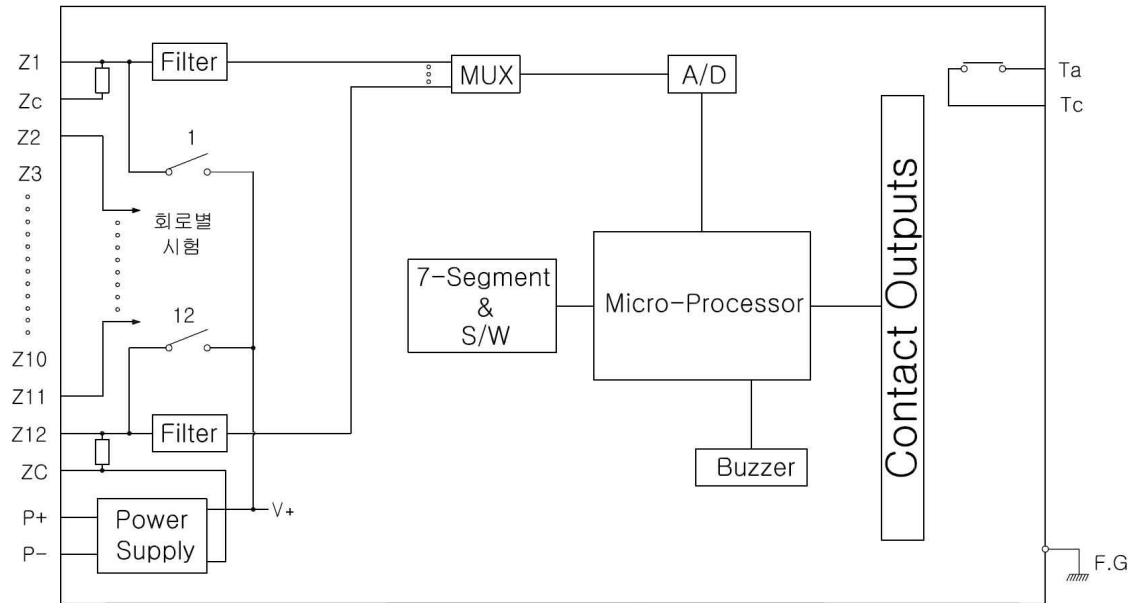 Z1
Zc
Z2
Z3
Z10
Z11
Z12
ZC
P+
P-
Filter
MUX
A/D
1
회로별
시험
12
Filter
Power
Supply
V+
7-Segment
&
S/W
Micro-Processor
Buzzer
Contact Outputs
Ta
Tc
F.G